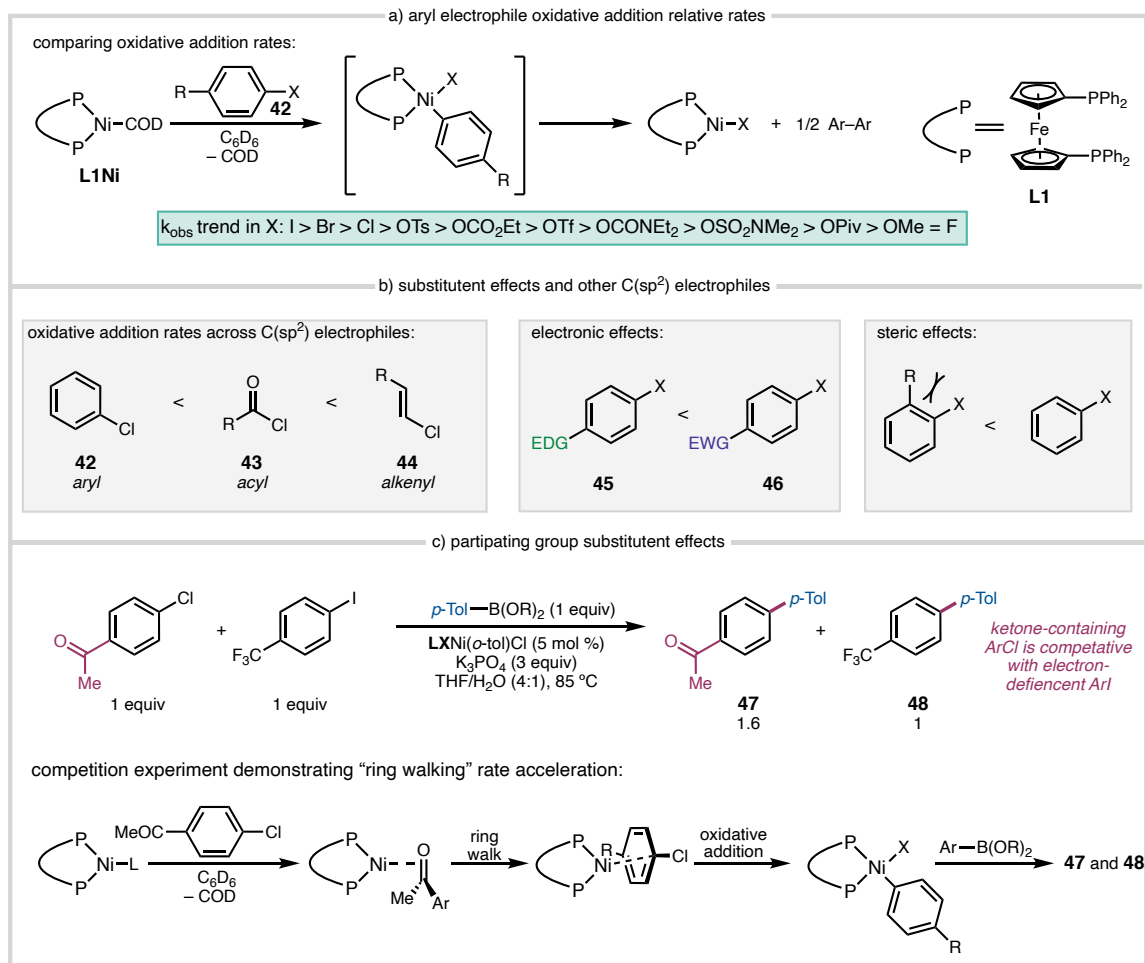 a) aryl electrophile oxidative addition relative rates
comparing oxidative addition rates:
P
P
Ni
COD
L1Ni
R
X
42
C6D6
– COD
P
P
Ni
X
R
P
P
Ni
X
+ 1/2 Ar–Ar
P
P
Fe
PPh2
PPh2
L1
kobs trend in X: I > Br > Cl > OTs > OCO2Et > OTf > OCONEt2 > OSO2NMe2 > OPiv > OMe = F
b) substitutent effects and other C(sp2) electrophiles
oxidative addition rates across C(sp2) electrophiles:
Cl
42
aryl
<
O
R
Cl
43
acyl
<
R
Cl
44
alkenyl
electronic effects:
X
EDG
45
<
X
EWG
46
steric effects:
R
X
<
X
c) partipating group substitutent effects
Cl
O
Me
1 equiv
+
I
F3C
1 equiv
p-Tol—B(OR)2 (1 equiv)
LXNi(o-tol)Cl (5 mol %)
K3PO4 (3 equiv)
THF/H2O (4:1), 85 ºC
p-Tol
O
Me
47
1.6
+
p-Tol
F3C
48
1
ketone-containing
ArCl is competative
with electron-
defiencent ArI
competition experiment demonstrating “ring walking” rate acceleration:
P
P
Ni
L
MeOC
Cl
C6D6
– COD
P
P
Ni
O
Me
Ar
ring
walk
P
P
Ni
R
Cl
oxidative
addition
P
P
Ni
X
R
Ar—B(OR)2
47 and 48